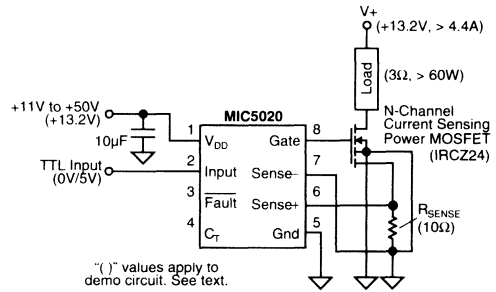 V+
(+13.2V, > 4.4A)
Load
(3Ω, > 60W)
N-Channel
Current Sensing
Power MOSFET
(IRCZ24)
+11V to +50V
(+13.2V)
10µF
TTL Input
(0V/5V)
MIC5020
1
VDD
2
Input
3
Fault
4
CT
8
Gate
7
Sense−
6
Sense+
5
Gnd
RSENSE
(10Ω)
"( )" values apply to
demo circuit. See text.